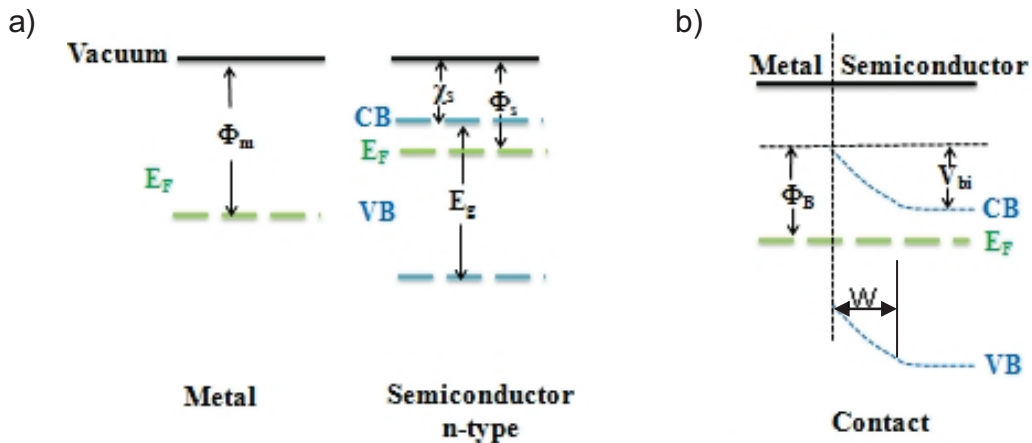 a)
Vacuum
Φm
EF
Metal
χs
Φs
CB
EF
Eg
VB
Semiconductor
n-type
b)
Metal
Semiconductor
ΦB
Vbi
CB
EF
W
VB
Contact